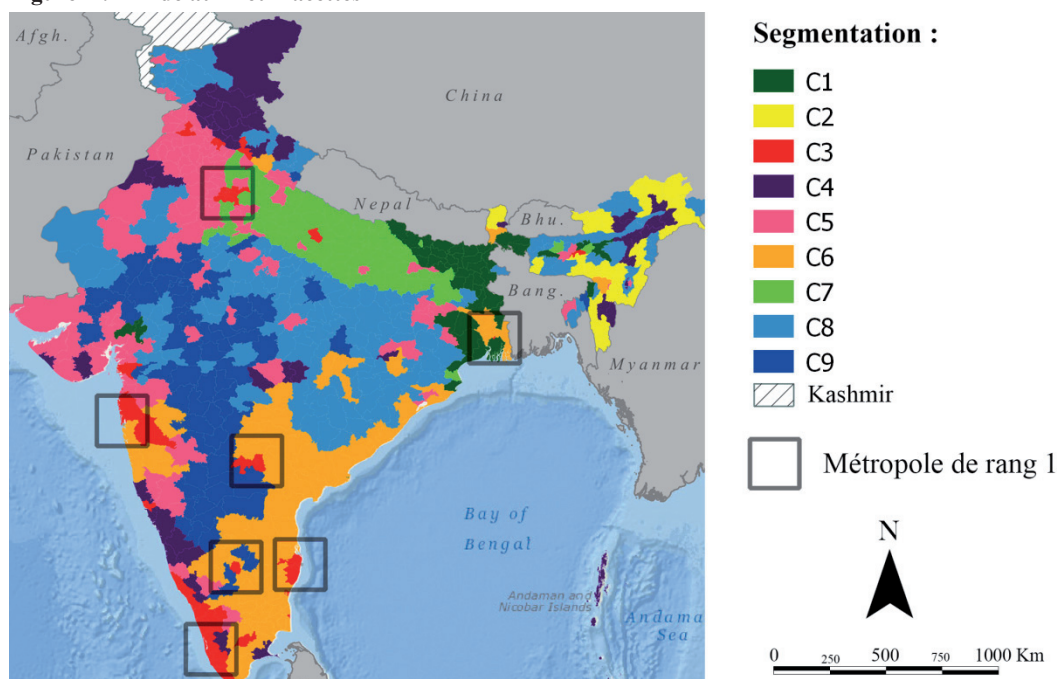 Afgh.
China
Pakistan
Nepal
Bhu.
Bang.
Myanmar
Bay of
Bengal
Andaman and
Nicobar Islands
Andama
Sea
Segmentation :
C1
C2
C3
C4
C5
C6
C7
C8
C9
Kashmir
Métropole de rang 1
N
0 250 500 750 1000 Km